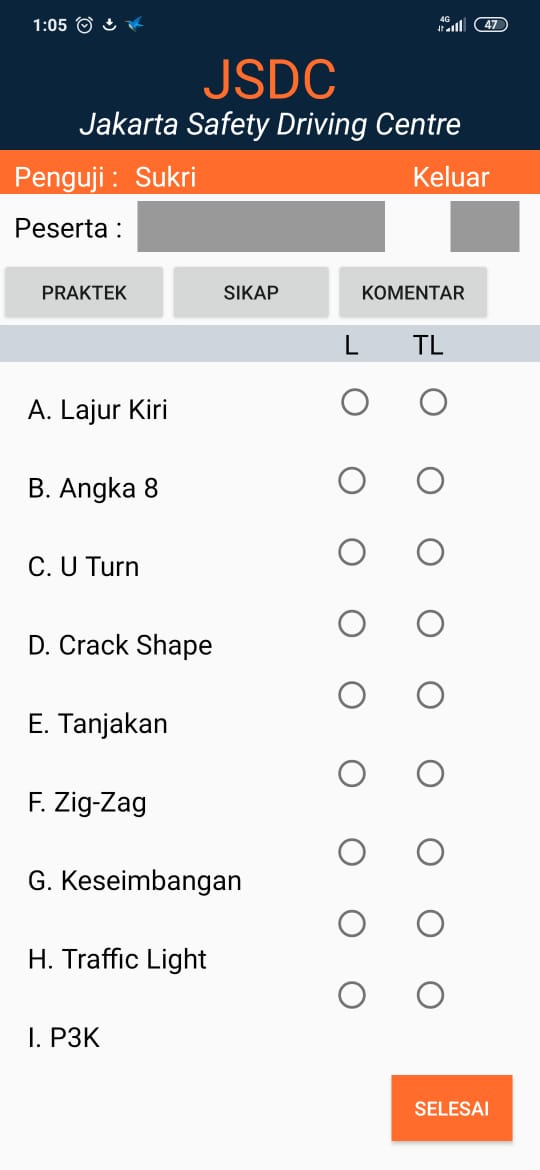 1:05 4G 47
JSDC
Jakarta Safety Driving Centre
Penguji : Sukri Keluar
Peserta :
PRAKTEK SIKAP KOMENTAR
L TL
A. Lajur Kiri
B. Angka 8
C. U Turn
D. Crack Shape
E. Tanjakan
F. Zig-Zag
G. Keseimbangan
H. Traffic Light
I. P3K
SELESAI